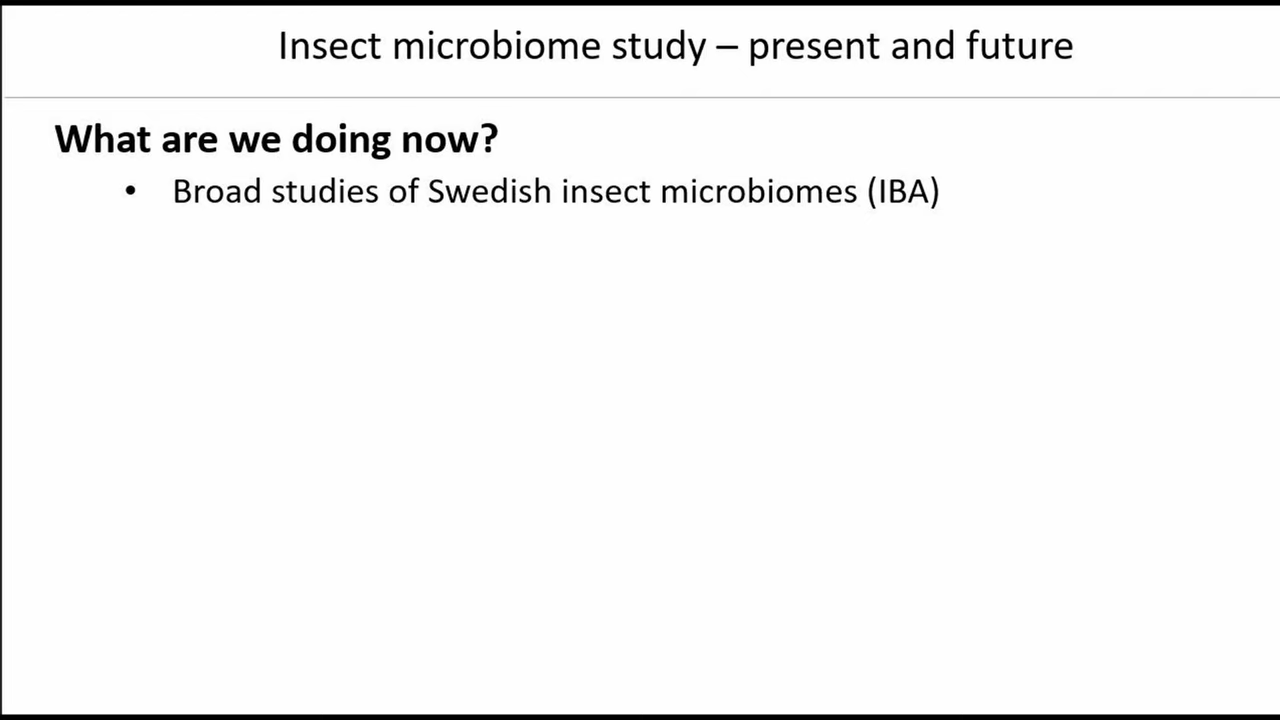 Insect microbiome study – present and future
What are we doing now?
• Broad studies of Swedish insect microbiomes (IBA)